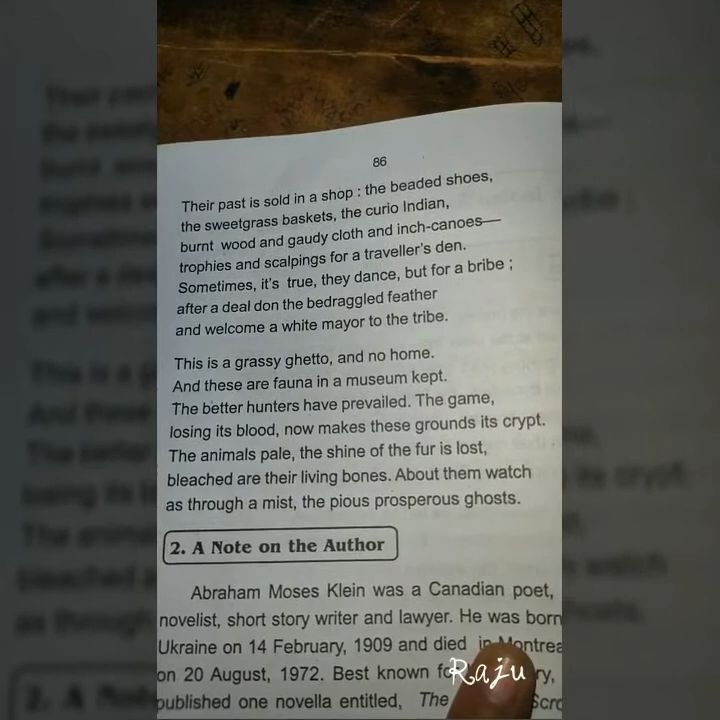 86
Their past is sold in a shop : the beaded shoes,
the sweetgrass baskets, the curio Indian,
burnt wood and gaudy cloth and inch-canoes—
trophies and scalpings for a traveller's den.
Sometimes, it's true, they dance, but for a bribe ;
after a deal don the bedraggled feather
and welcome a white mayor to the tribe.
This is a grassy ghetto, and no home.
And these are fauna in a museum kept.
The better hunters have prevailed. The game,
losing its blood, now makes these grounds its crypt.
The animals pale, the shine of the fur is lost,
bleached are their living bones. About them watch
as through a mist, the pious prosperous ghosts.
2. A Note on the Author
Abraham Moses Klein was a Canadian poet,
novelist, short story writer and lawyer. He was born
Ukraine on 14 February, 1909 and died in Montrea
on 20 August, 1972. Best known fo
Raju
published one novella entitled, The Scro